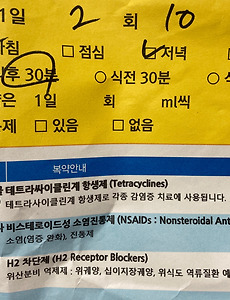 1일 2 회 10
침 □ 점심 □ 저녁
후 30분 ○ 식전 30분 ○ 식
은 1일 회 ml씩
제 □ 있음 □ 없음
복약안내
테트라싸이클린계 항생제 (Tetracyclines)
테트라사이클린계 항생제로 각종 감염증 치료에 사용됩니다.
비스테로이드성 소염진통제 (NSAIDs : Nonsteroidal Ant
소염(염증 완화), 진통제
H2 차단제 (H2 Receptor Blockers)
위산분비 억제제 : 위궤양, 십이지장궤양, 위식도 역류질환 예